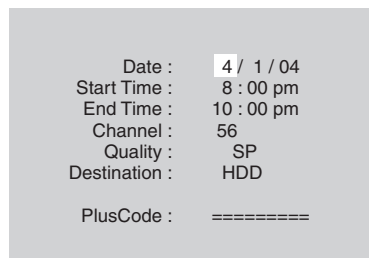 Date : 4 / 1 / 04
Start Time : 8 : 00 pm
End Time : 10 : 00 pm
Channel : 56
Quality : SP
Destination : HDD
PlusCode : =========